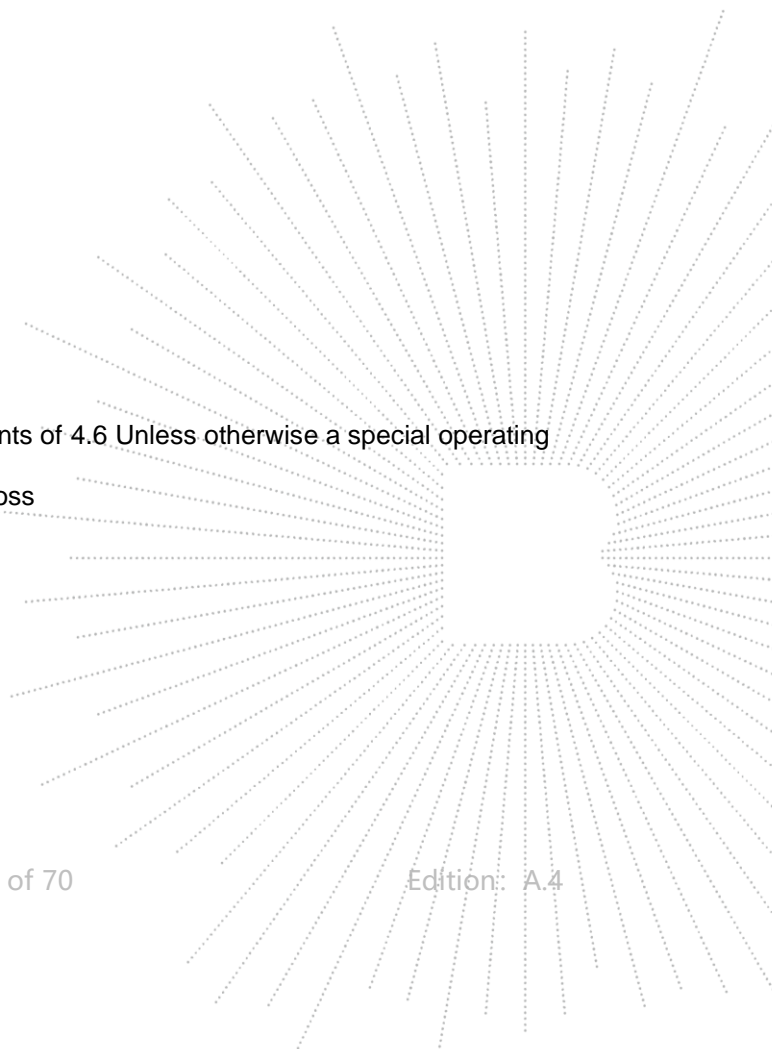 nts of 4.6 Unless otherwise a special operating
oss
of 70 Edition: A.4